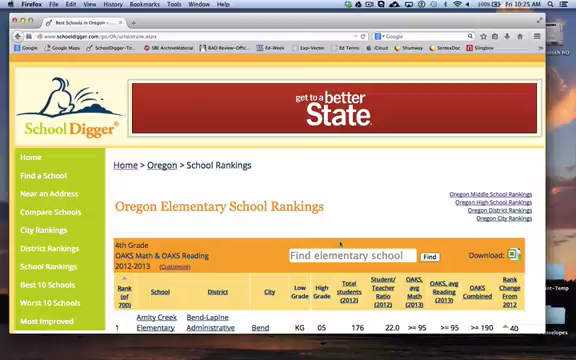 Firefox File Edit View History Bookmarks Tools Window Help
Fri 10:25 AM
Best Schools in Oregon
www.schooldigger.com/go/OR/schoolrank.aspx
Google
Google
iCloud
Shumway
SentexDoc
Slingbox
get to a better
State.
SchoolDigger
Home
Find a School
Near an Address
Compare Schools
City Rankings
District Rankings
School Rankings
Best 10 Schools
Worst 10 Schools
Most Improved
Home > Oregon > School Rankings
Oregon Middle School Rankings
Oregon High School Rankings
Oregon District Rankings
Oregon City Rankings
Oregon Elementary School Rankings
4th Grade
OAKS Math & OAKS Reading
2012-2013 (Customize)
Find elementary school
Find
Download:
Rank (of 700) School District City Low Grade High Grade Total students (2012) Student/ Teacher Ratio (2012) OAKS, avg Math (2013) OAKS, avg Reading (2013) OAKS Combined Rank Change From 2012
1 Amity Creek Elementary Bend-Lapine Administrative Bend KG 05 176 22.0 >= 95 >= 95 >= 190 40